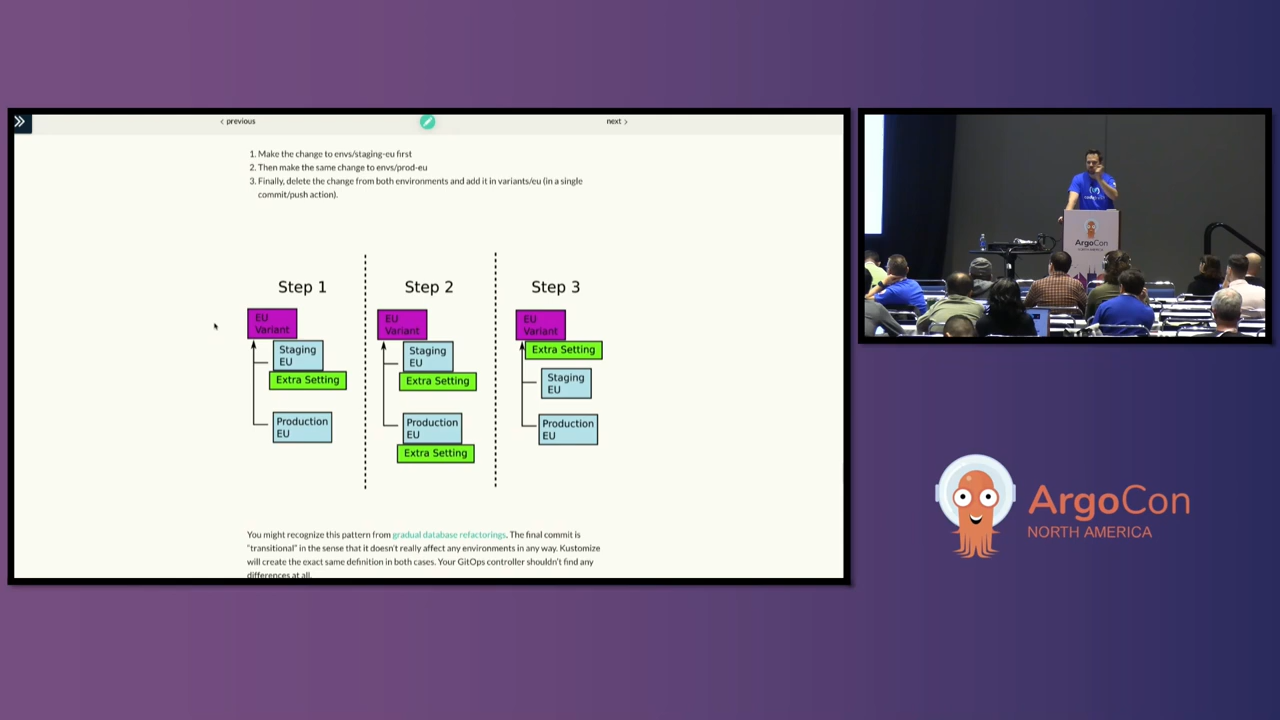 < previous
next >
1. Make the change to envs/staging-eu first
2. Then make the same change to envs/prod-eu
3. Finally, delete the change from both environments and add it in variants/eu (in a single
commit/push action).
Step 1
Step 2
Step 3
EU
Variant
Staging
EU
Extra Setting
Production
EU
EU
Variant
Staging
EU
Extra Setting
Production
EU
Extra Setting
EU
Variant
Extra Setting
Staging
EU
Production
EU
You might recognize this pattern from gradual database refactorings. The final commit is
"transitional" in the sense that it doesn't really affect any environments in any way. Kustomize
will create the exact same definition in both cases. Your GitOps controller shouldn't find any
differences at all.
ArgoCon
NORTH AMERICA
ArgoCon
NORTH AMERICA